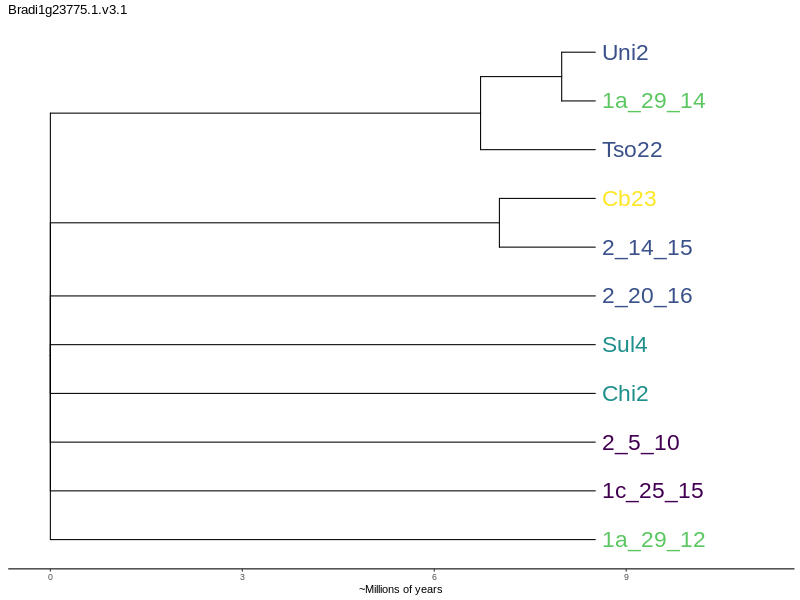 Bradi1g23775.1.v3.1
Uni2
1a_29_14
Tso22
Cb23
2_14_15
2_20_16
Sul4
Chi2
2_5_10
1c_25_15
1a_29_12
0 3 6 9
~Millions of years